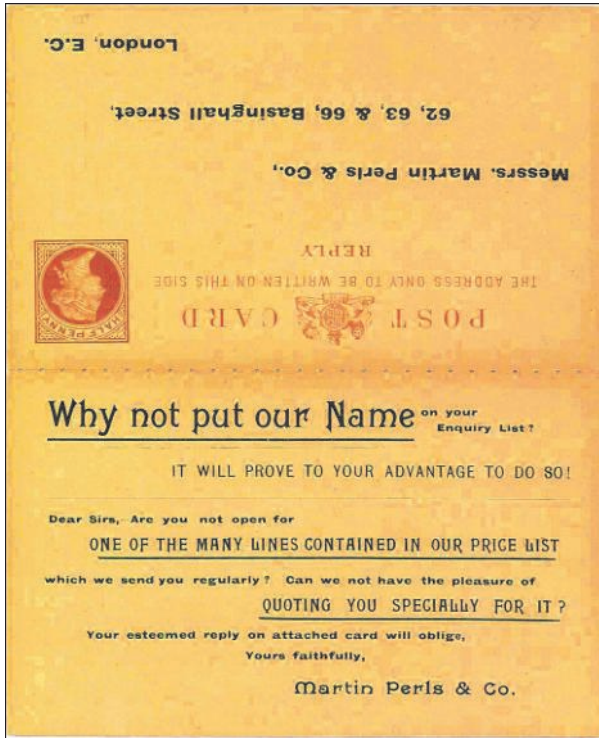 POST CARD
THE ADDRESS ONLY TO BE WRITTEN ON THIS SIDE
REPLY
HALFPENNY
Messrs. Martin Perls & Co.,
62, 63, & 66, Basinghall Street,
London, E.C.
Why not put our Name on your
Enquiry List?
IT WILL PROVE TO YOUR ADVANTAGE TO DO SO!
Dear Sirs,- Are you not open for
ONE OF THE MANY LINES CONTAINED IN OUR PRICE LIST
which we send you regularly? Can we not have the pleasure of
QUOTING YOU SPECIALLY FOR IT?
Your esteemed reply on attached card will oblige,
Yours faithfully,
Martin Perls & Co.